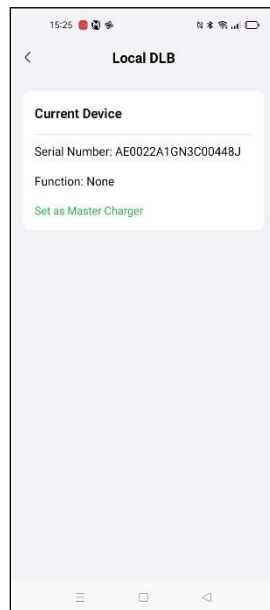 15:25
Local DLB
Current Device
Serial Number: AE0022A1GN3C00448J
Function: None
Set as Master Charger